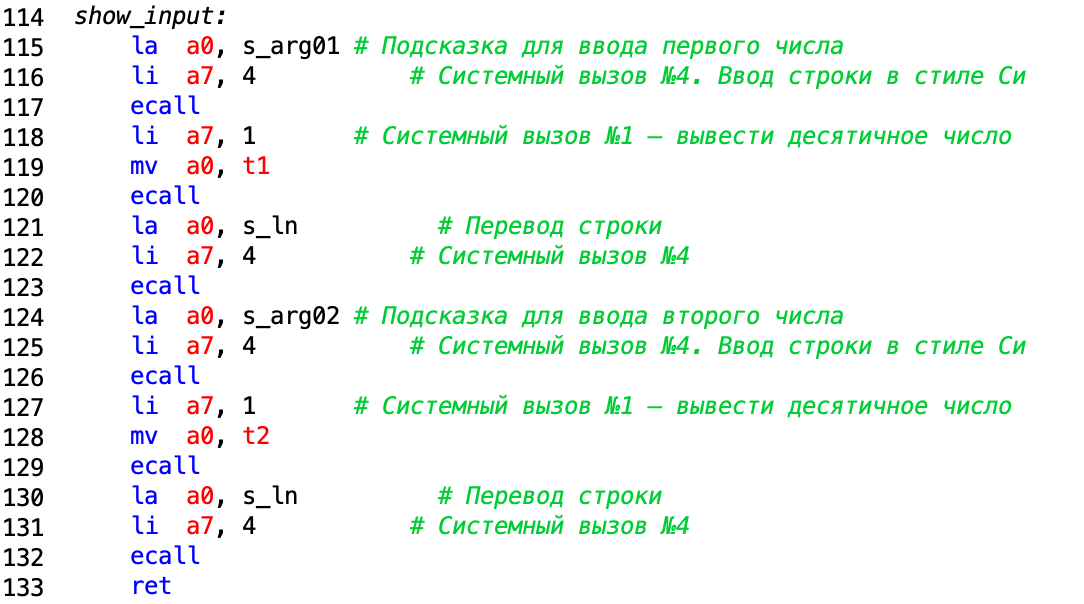 114 show_input:
115 la a0, s_arg01 # Подсказка для ввода первого числа
116 li a7, 4 # Системный вызов №4. Ввод строки в стиле Си
117 ecall
118 li a7, 1 # Системный вызов №1 — вывести десятичное число
119 mv a0, t1
120 ecall
121 la a0, s_ln # Перевод строки
122 li a7, 4 # Системный вызов №4
123 ecall
124 la a0, s_arg02 # Подсказка для ввода второго числа
125 li a7, 4 # Системный вызов №4. Ввод строки в стиле Си
126 ecall
127 li a7, 1 # Системный вызов №1 — вывести десятичное число
128 mv a0, t2
129 ecall
130 la a0, s_ln # Перевод строки
131 li a7, 4 # Системный вызов №4
132 ecall
133 ret